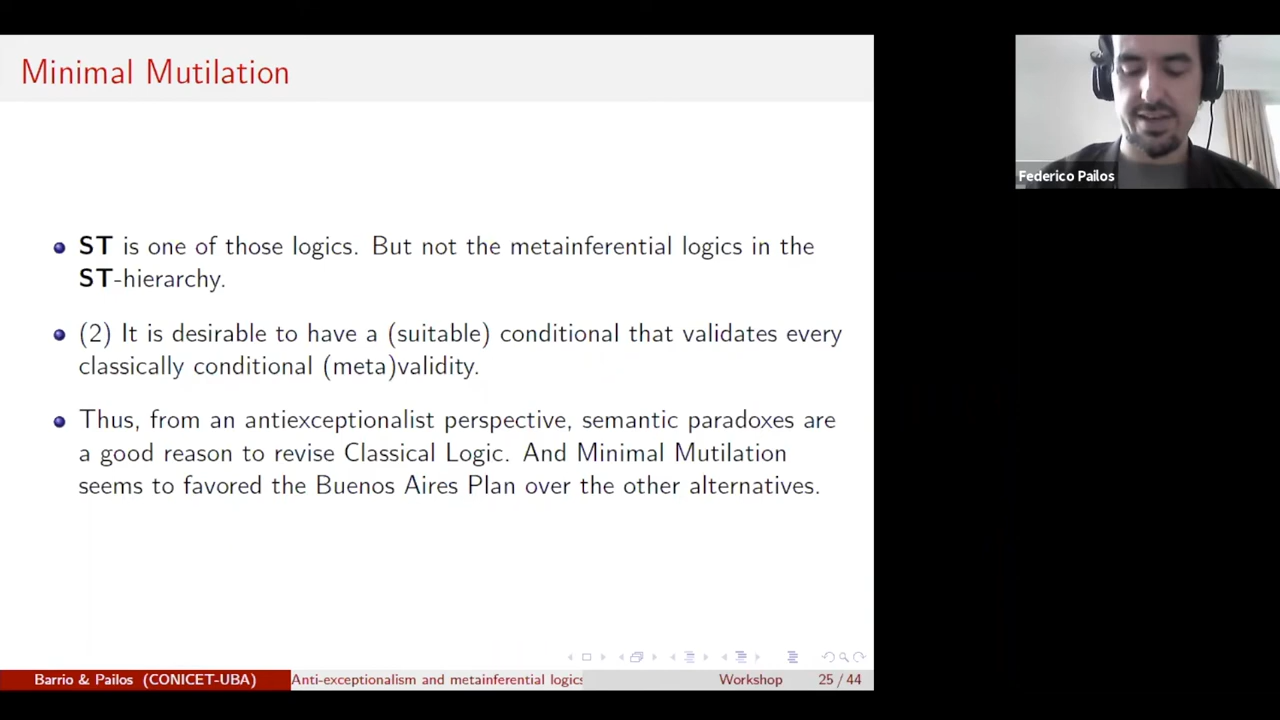 Minimal Mutilation
ST is one of those logics. But not the metainferential logics in the
ST-hierarchy.
(2) It is desirable to have a (suitable) conditional that validates every
classically conditional (meta)validity.
Thus, from an antiexceptionalist perspective, semantic paradoxes are
a good reason to revise Classical Logic. And Minimal Mutilation
seems to favored the Buenos Aires Plan over the other alternatives.
Barrio & Pailos (CONICET-UBA) Anti-exceptionalism and metainferential logics Workshop 25 / 44
Federico Pailos